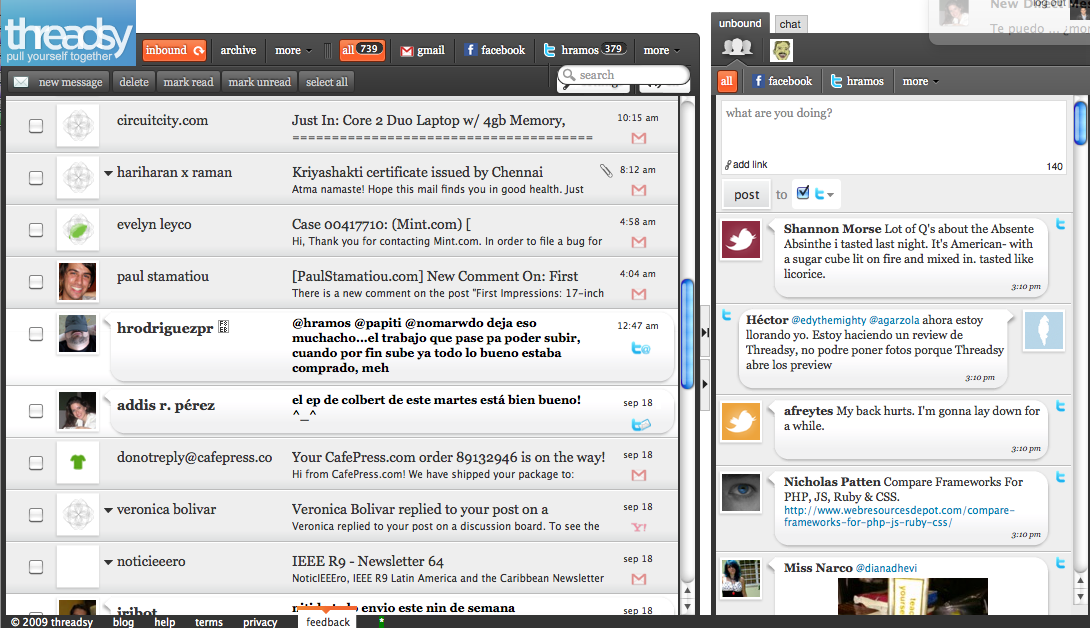 threadsy
pull yourself together
inbound
archive
more
all 739
gmail
facebook
hramos 379
more
new message
delete
mark read
mark unread
select all
search
circuitcity.com
Just In: Core 2 Duo Laptop w/ 4gb Memory,
======================================
10:15 am
hariharan x raman
Kriyashakti certificate issued by Chennai
Atma namaste! Hope this mail finds you in good health. Just
8:12 am
evelyn leyco
Case 00417710: (Mint.com) [
Hi, Thank you for contacting Mint.com. In order to file a bug for
4:58 am
paul stamatiou
[PaulStamatiou.com] New Comment On: First
There is a new comment on the post "First Impressions: 17-inch
4:04 am
hrodriguezpr
@hramos @papiti @nomarwdo deja eso
muchacho...el trabajo que pase pa poder subir,
cuando por fin sube ya todo lo bueno estaba
comprado, meh
12:47 am
addis r. pérez
el ep de colbert de este martes está bien bueno!
^_^
sep 18
donotreply@cafepress.co
Your CafePress.com order 89132946 is on the way!
Hi from CafePress.com! We have shipped your package to:
sep 18
veronica bolivar
Veronica Bolivar replied to your post on a
Veronica replied to your post on a discussion board. To see the
sep 18
noticieeero
IEEE R9 - Newsletter 64
NoticIEEEro, IEEE R9 Latin America and the Caribbean Newsletter
sep 18
envio este nin de semana
sep 18
© 2009 threadsy
blog
help
terms
privacy
feedback
unbound
chat
log out
New Direct Mes
Te puedo ... ¿mor
all
facebook
hramos
more
what are you doing?
add link
140
post
to
Shannon Morse Lot of Q's about the Absente
Absinthe i tasted last night. It's American- with
a sugar cube lit on fire and mixed in. tasted like
licorice.
3:10 pm
Héctor @edythemighty @agarzola ahora estoy
llorando yo. Estoy haciendo un review de
Threadsy, no podre poner fotos porque Threadsy
abre los preview
3:10 pm
afreytes My back hurts. I'm gonna lay down for
a while.
3:10 pm
Nicholas Patten Compare Frameworks For
PHP, JS, Ruby & CSS.
http://www.webresourcesdepot.com/compare-
frameworks-for-php-js-ruby-css/
3:10 pm
Miss Narco @dianadhevi